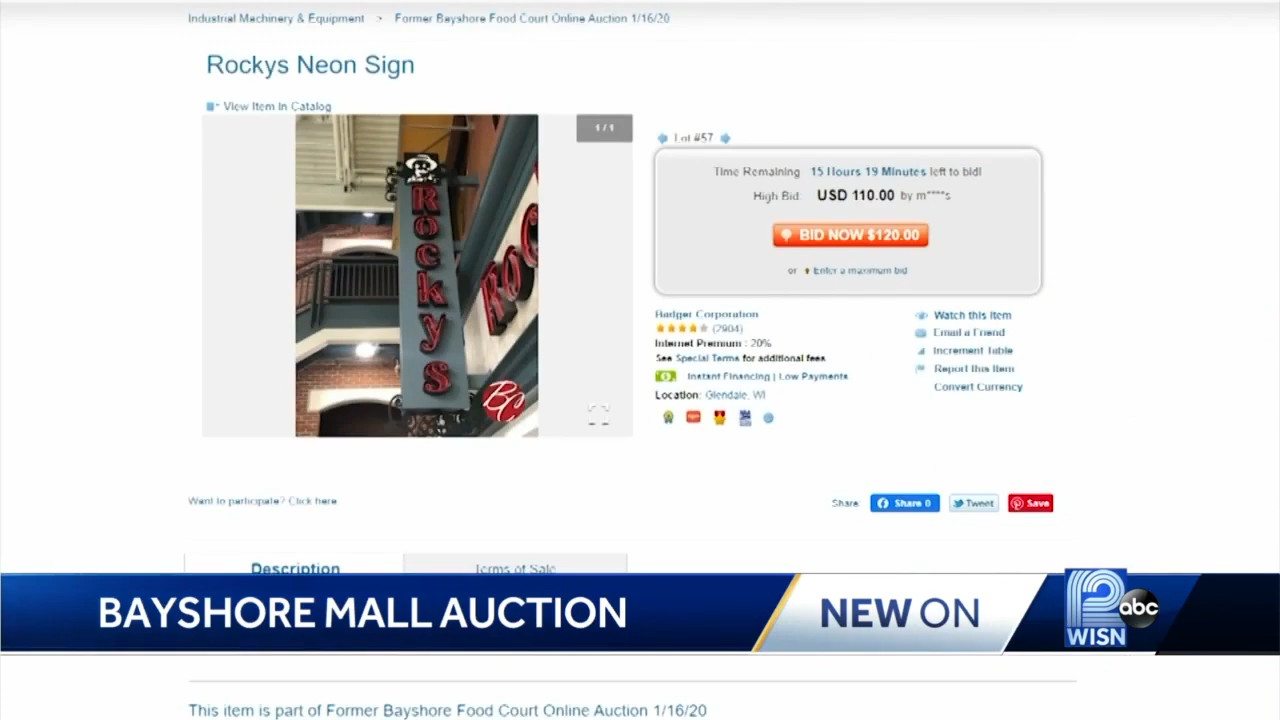 Industrial Machinery & Equipment > Former Bayshore Food Court Online Auction 1/16/20
Rockys Neon Sign
View Item In Catalog
1 / 1
Rockys
ROC
BC
Lot #57
Time Remaining 15 Hours 19 Minutes left to bid!
High Bid: USD 110.00 by m****s
BID NOW $120.00
or Enter a maximum bid
Badger Corporation
(2904)
Internet Premium : 20%
See Special Terms for additional fees
Instant Financing | Low Payments
Location: Glendale, WI
Watch this Item
Email a Friend
Increment Table
Report this Item
Convert Currency
Want to participate? Click here
Share: Share 0 Tweet Save
Description Terms of Sale
BAYSHORE MALL AUCTION NEW ON 12 abc WISN
This item is part of Former Bayshore Food Court Online Auction 1/16/20